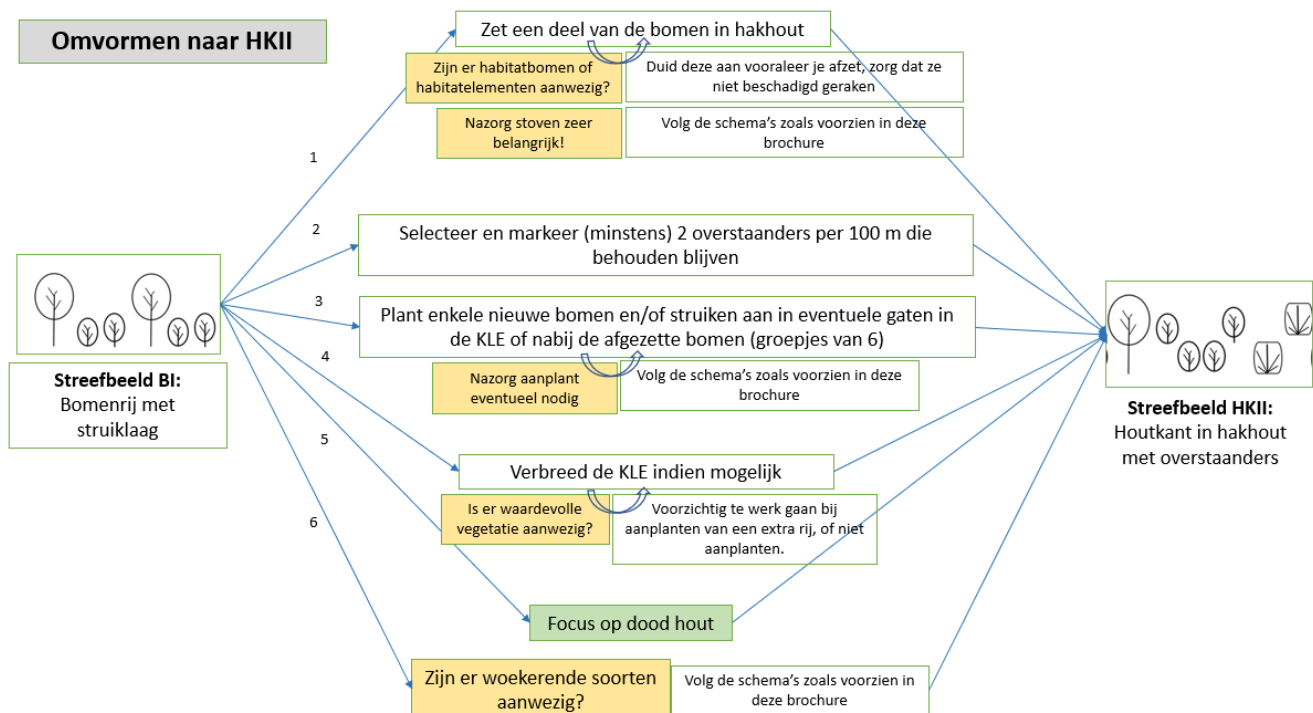 Omvormen naar HKII
Zet een deel van de bomen in hakhout
Zijn er habitatbomen of
habitatelementen aanwezig?
Duid deze aan vooraleer je afzet, zorg dat ze
niet beschadigd geraken
Nazorg stoven zeer
belangrijk!
Volg de schema's zoals voorzien in deze
brochure
1
2
Selecteer en markeer (minstens) 2 overstaanders per 100 m die
behouden blijven
3
Plant enkele nieuwe bomen en/of struiken aan in eventuele gaten in
de KLE of nabij de afgezette bomen (groepjes van 6)
4
Nazorg aanplant
eventueel nodig
Volg de schema's zoals voorzien in deze
brochure
Streefbeeld BI:
Bomenrij met
struiklaag
Streefbeeld HKII:
Houtkant in hakhout
met overstaanders
5
Verbreed de KLE indien mogelijk
Is er waardevolle
vegetatie aanwezig?
Voorzichtig te werk gaan bij
aanplanten van een extra rij, of niet
aanplanten.
6
Focus op dood hout
Zijn er woekerende soorten
aanwezig?
Volg de schema's zoals voorzien in
deze brochure